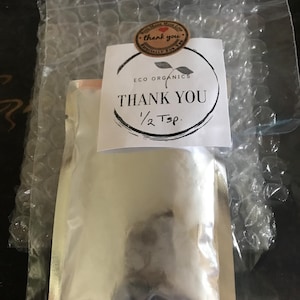 thank you
ECO ORGANICS
THANK YOU
1/2 Tsp.